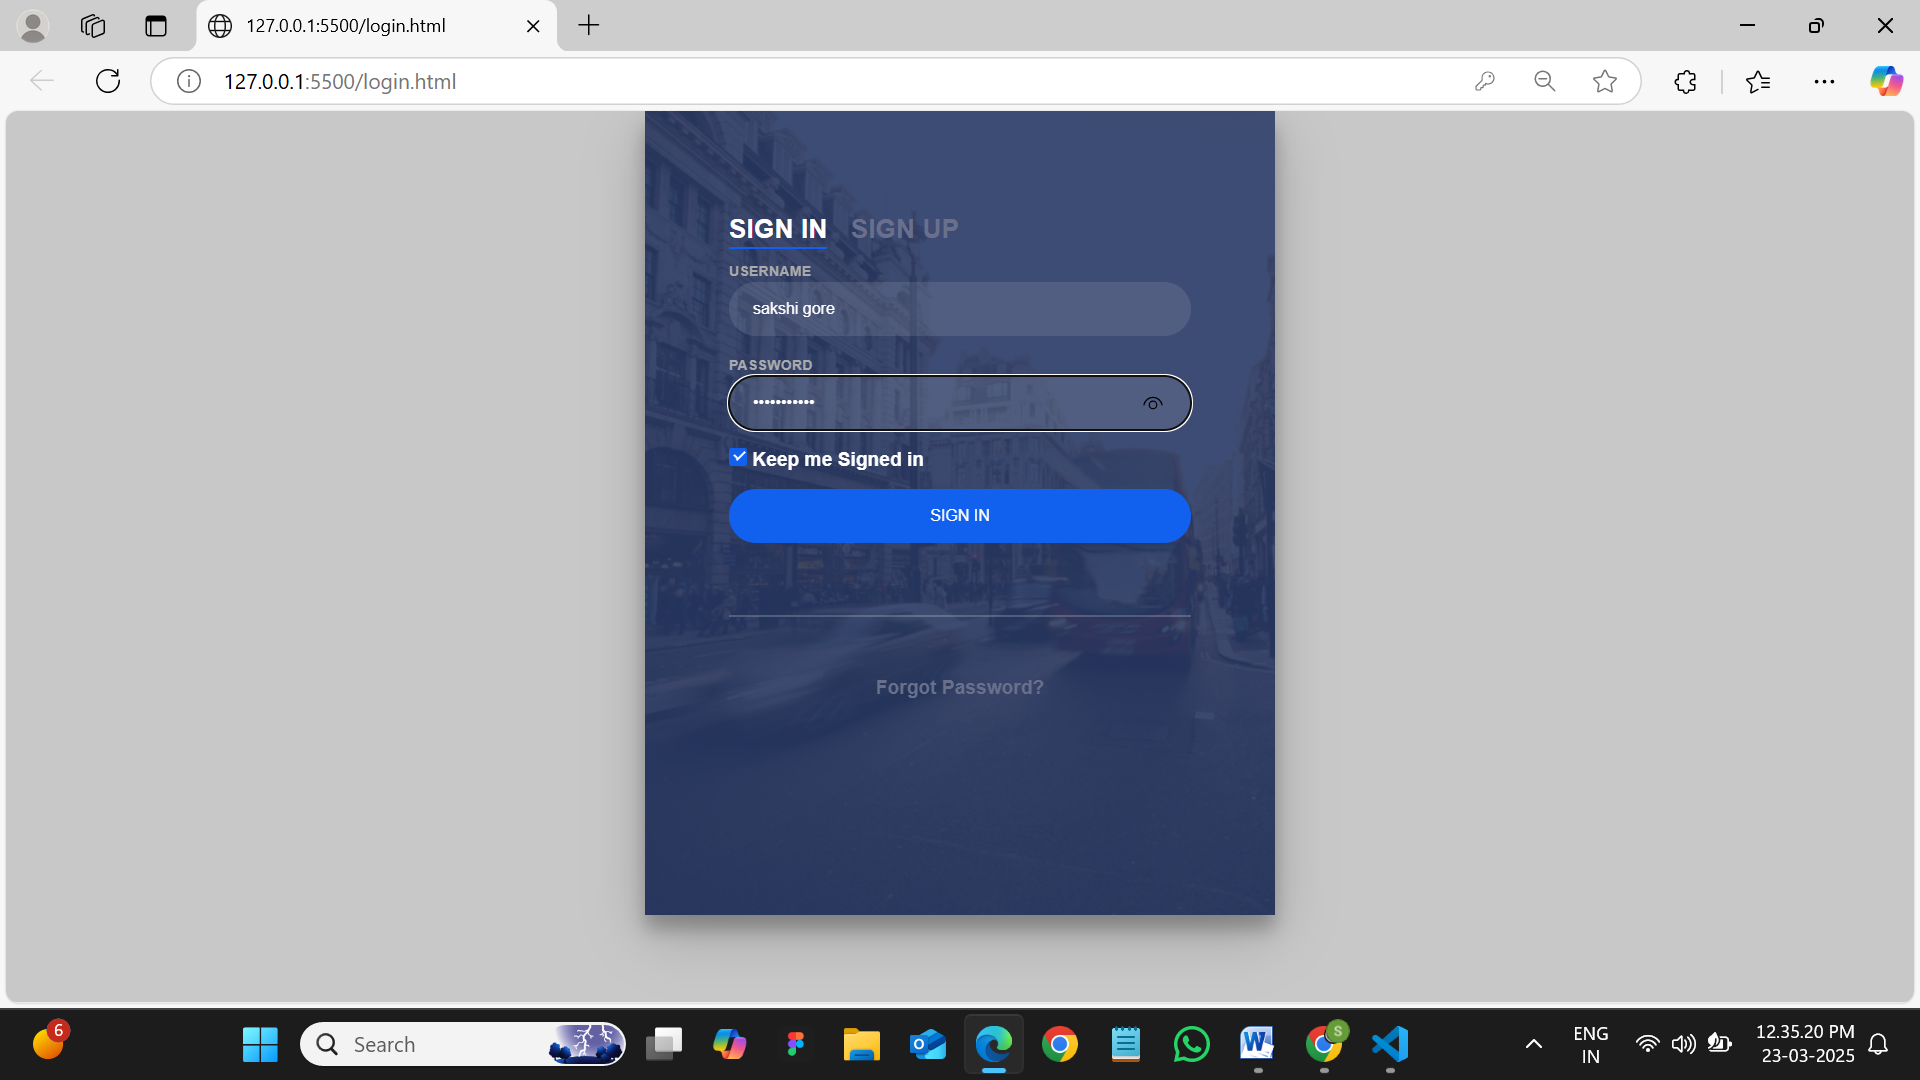 127.0.0.1:5500/login.html
127.0.0.1:5500/login.html
SIGN IN SIGN UP
USERNAME
sakshi gore
PASSWORD
•••••••••••
Keep me Signed in
SIGN IN
Forgot Password?
6
Search
S
ENG
IN
12.35.20 PM
23-03-2025